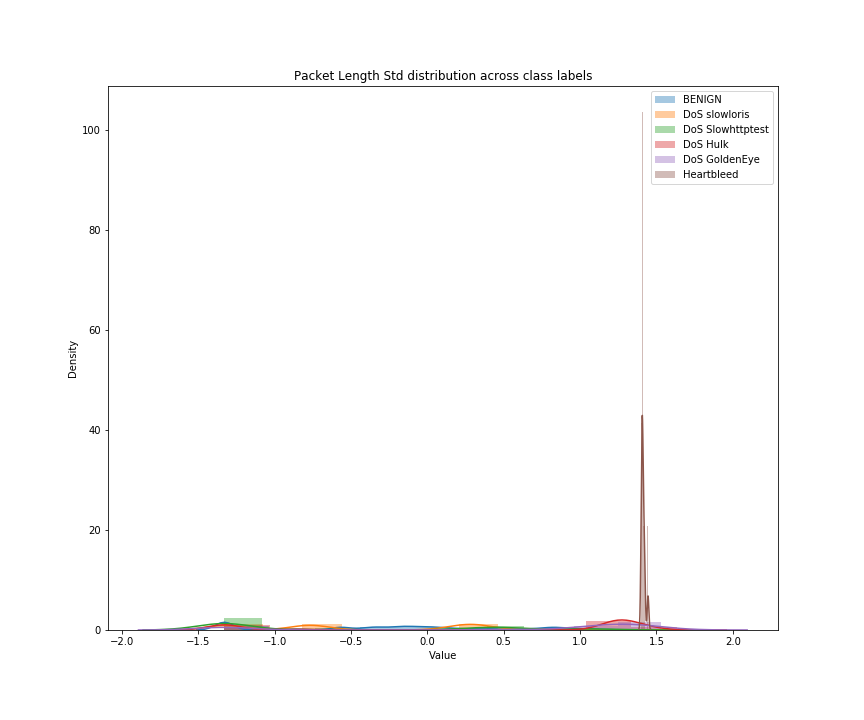 Packet Length Std distribution across class labels
BENIGN
DoS slowloris
DoS Slowhttptest
DoS Hulk
DoS GoldenEye
Heartbleed
100
80
60
40
20
0
Density
−2.0 −1.5 −1.0 −0.5 0.0 0.5 1.0 1.5 2.0
Value